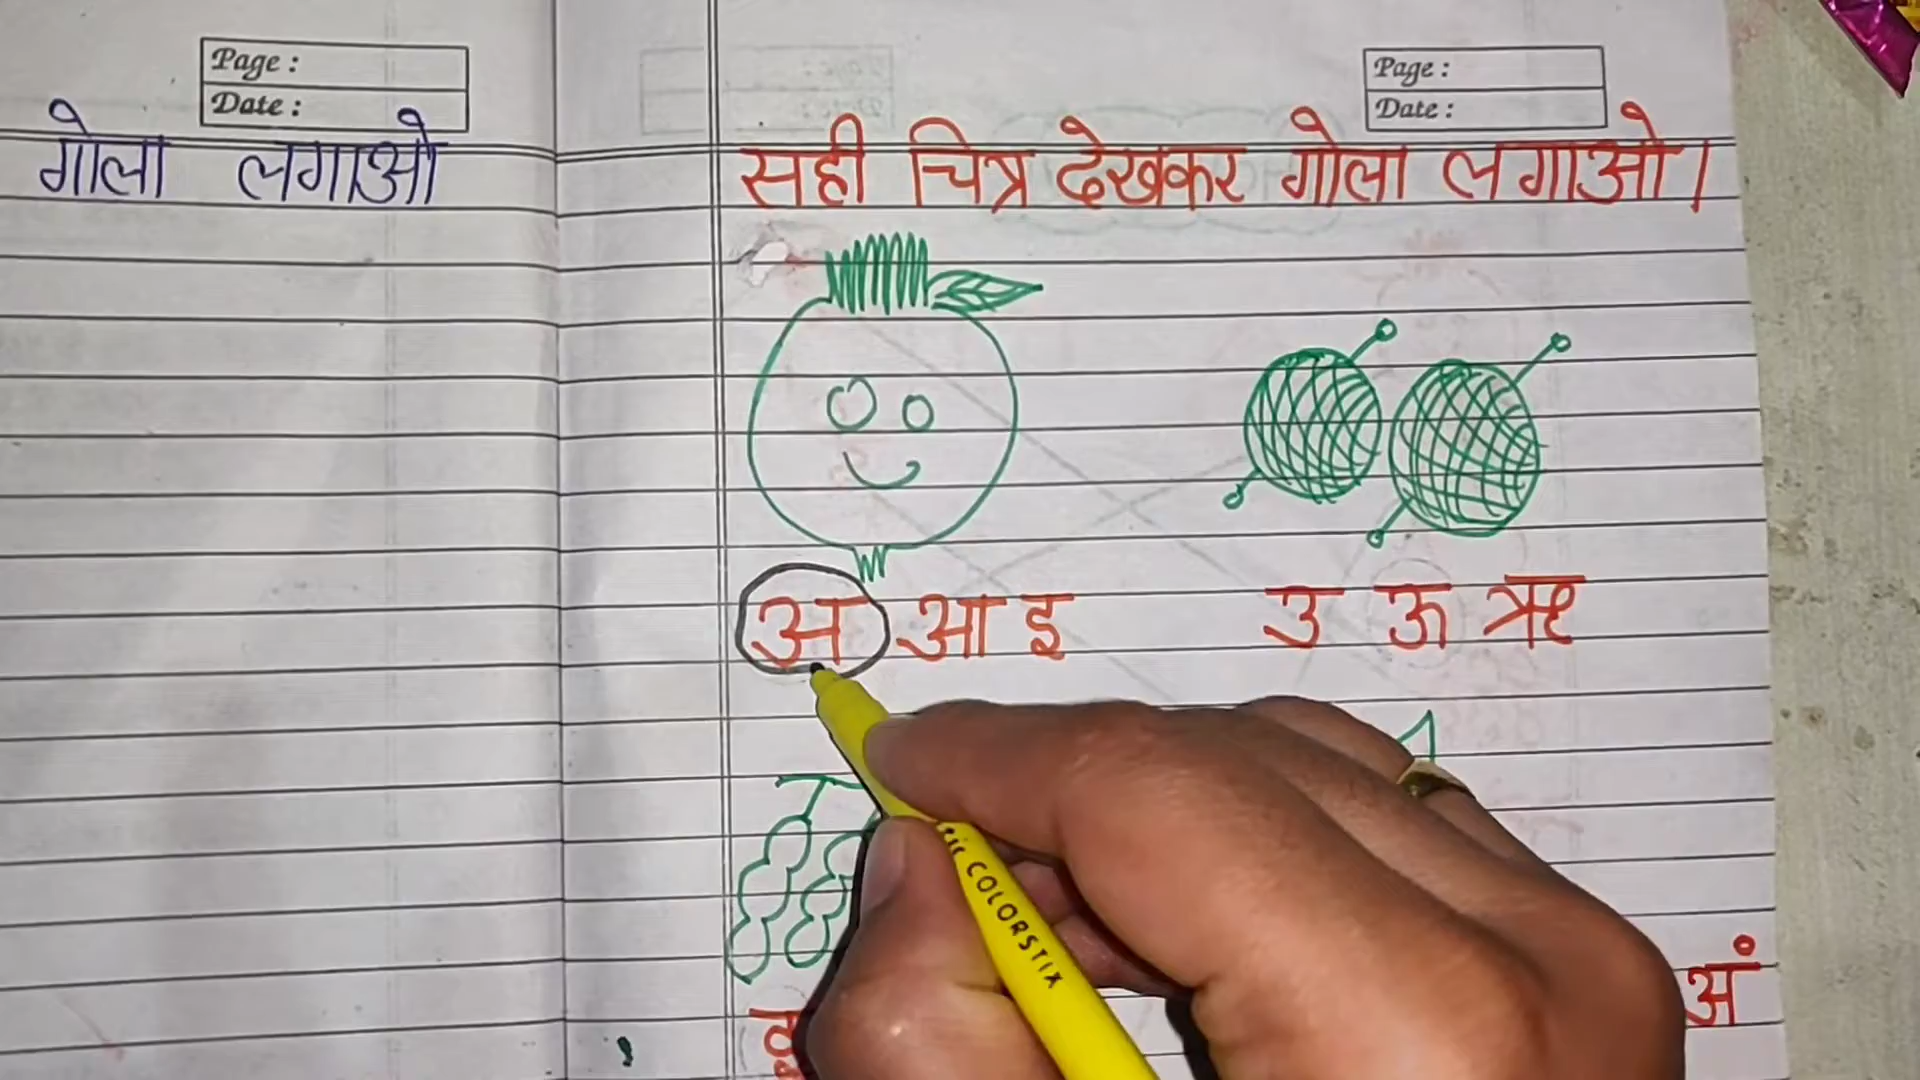 Page :
Date :
गोला लगाओ
Page :
Date :
सही चित्र देखकर गोला लगाओ।
अ आ इ
उ ऊ ऋ
COLORSTIX
अं